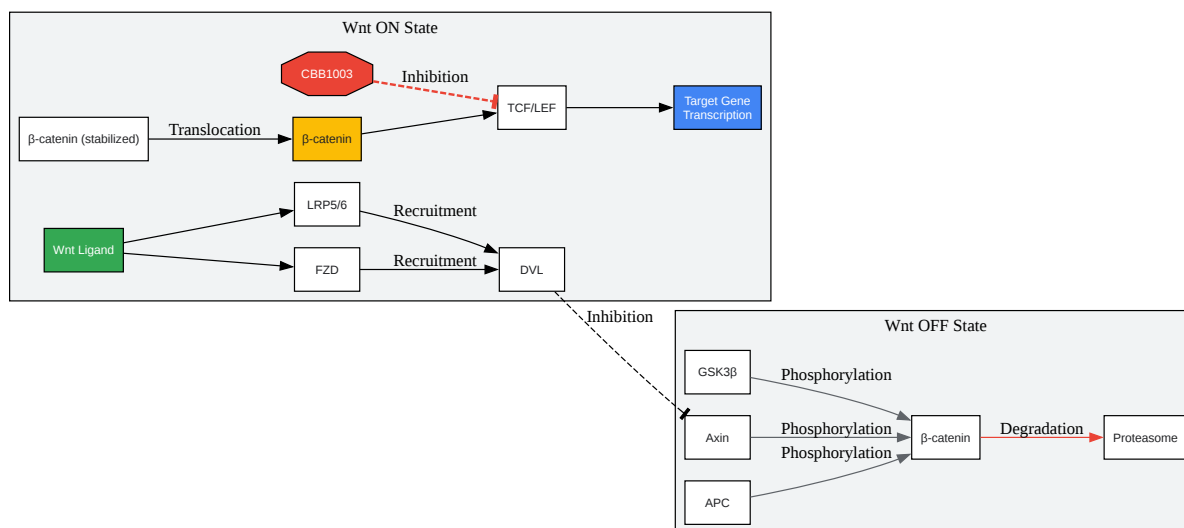 Wnt ON State
CBB1003
Inhibition
TCF/LEF
Target Gene
Transcription
β-catenin (stabilized)
Translocation
β-catenin
LRP5/6
Recruitment
Wnt Ligand
FZD
Recruitment
DVL
Inhibition
Wnt OFF State
GSK3β
Phosphorylation
Axin
Phosphorylation
β-catenin
Degradation
Proteasome
Phosphorylation
APC